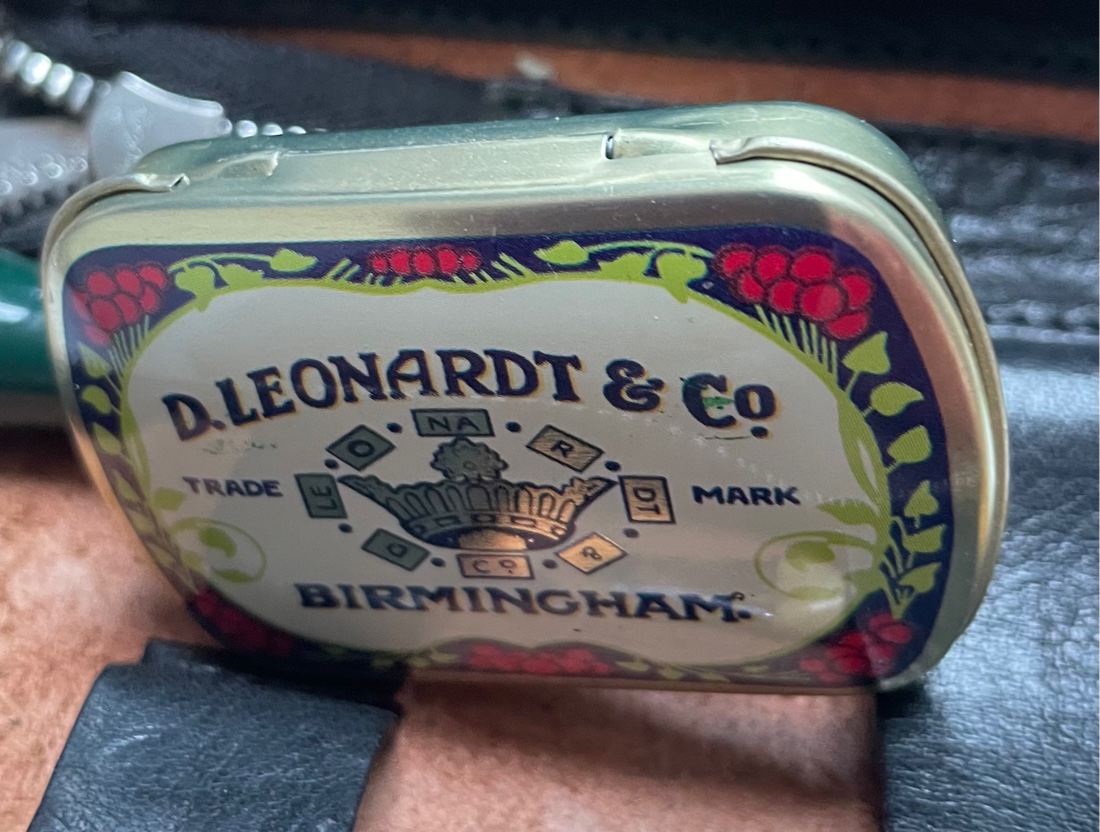 D. LEONARDT & Co.
D LE O NA R DT & Co
TRADE MARK
BIRMINGHAM.